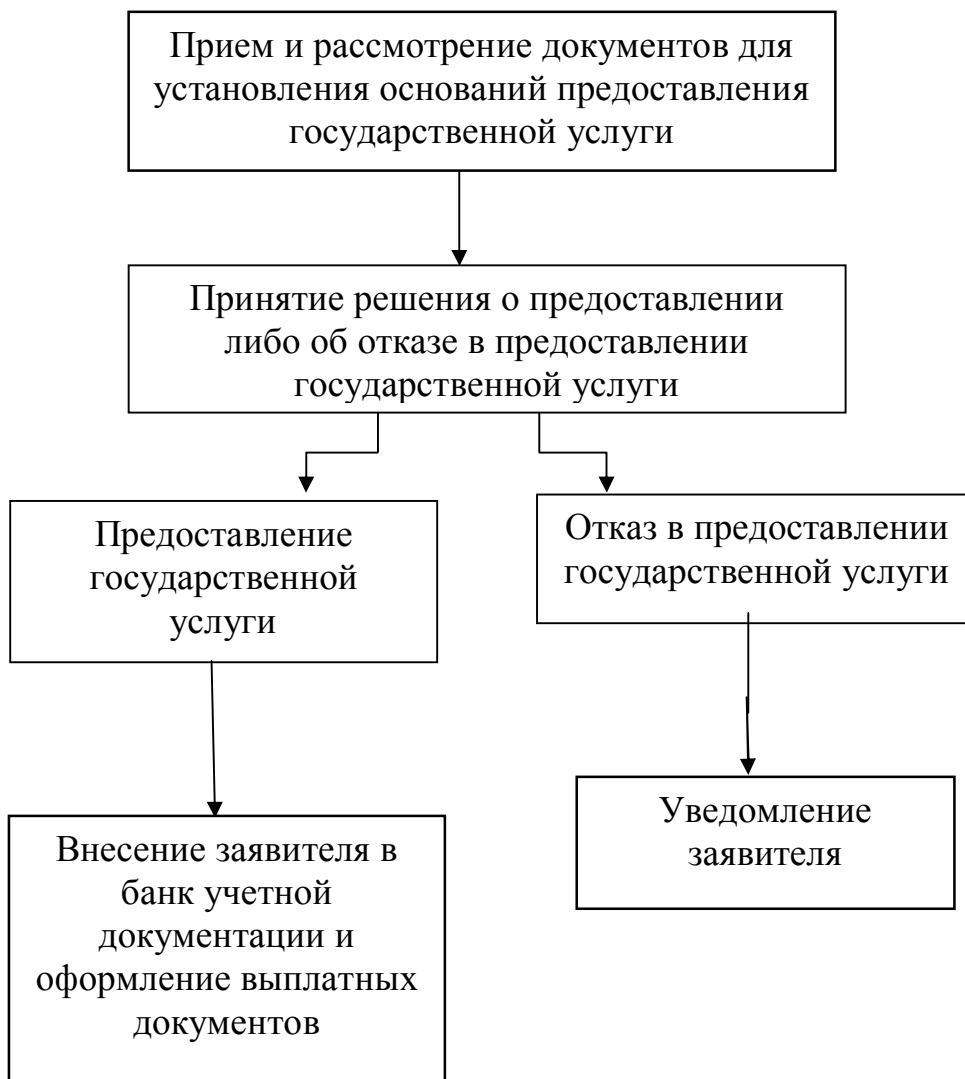 Прием и рассмотрение документов для
установления оснований предоставления
государственной услуги
Принятие решения о предоставлении
либо об отказе в предоставлении
государственной услуги
Предоставление
государственной
услуги
Отказ в предоставлении
государственной услуги
Внесение заявителя в
банк учетной
документации и
оформление выплатных
документов
Уведомление
заявителя